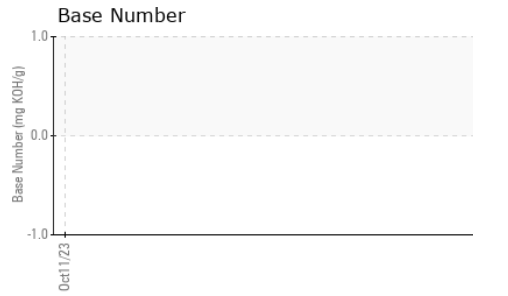 Base Number
1.0
0.0
-1.0
Base Number (mg KOH/g)
Oct11/23